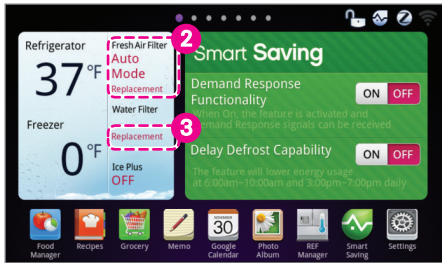 Refrigerator
37°F
Freezer
0°F
Fresh Air Filter
Auto
Mode
Replacement
2
Water Filter
Replacement
3
Ice Plus
OFF
Smart Saving
Demand Response
Functionality
ON OFF
When On, the feature is activated and
Demand Response signals can be received
Delay Defrost Capability
ON OFF
The feature will lower energy usage
at 6:00am~10:00am and 3:00pm~7:00pm daily
NOVEMBER
30
Food
Manager
Recipes
Grocery
Memo
Google
Calendar
Photo
Album
REF
Manager
Smart
Saving
Settings